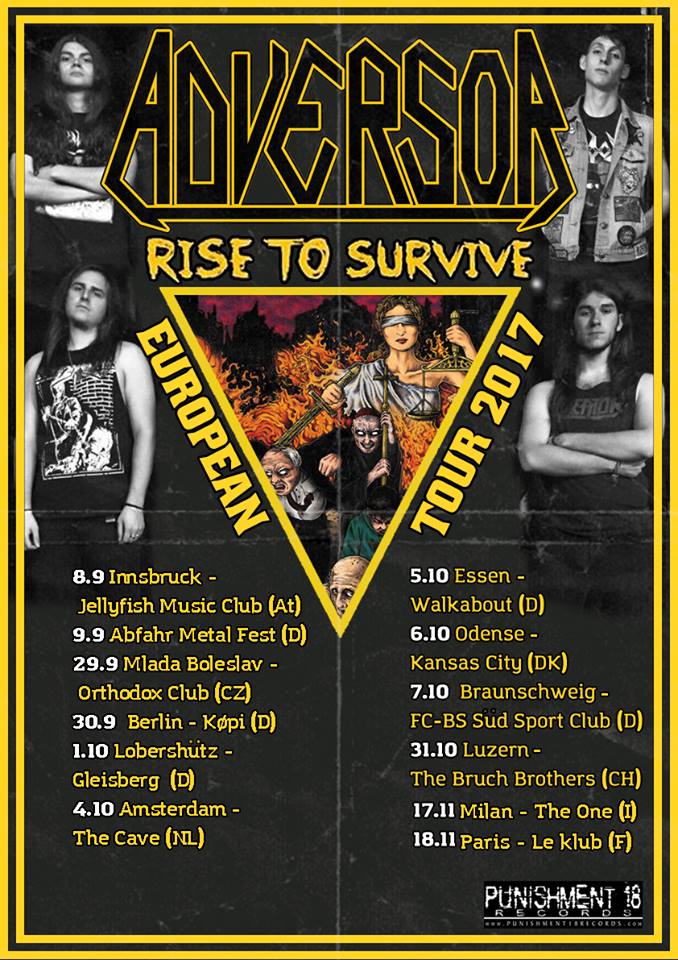 ADVERSOR
RISE TO SURVIVE
EUROPEAN
TOUR 2017
8.9 Innsbruck -
Jellyfish Music Club (At)
9.9 Abfahr Metal Fest (D)
29.9 Mlada Boleslav -
Orthodox Club (CZ)
30.9 Berlin - Køpi (D)
1.10 Lobershütz -
Gleisberg (D)
4.10 Amsterdam -
The Cave (NL)
5.10 Essen -
Walkabout (D)
6.10 Odense -
Kansas City (DK)
7.10 Braunschweig -
FC-BS Süd Sport Club (D)
31.10 Luzern -
The Bruch Brothers (CH)
17.11 Milan - The One (I)
18.11 Paris - Le klub (F)
PUNISHMENT 18
RECORDS
WWW.PUNISHMENT18RECORDS.COM